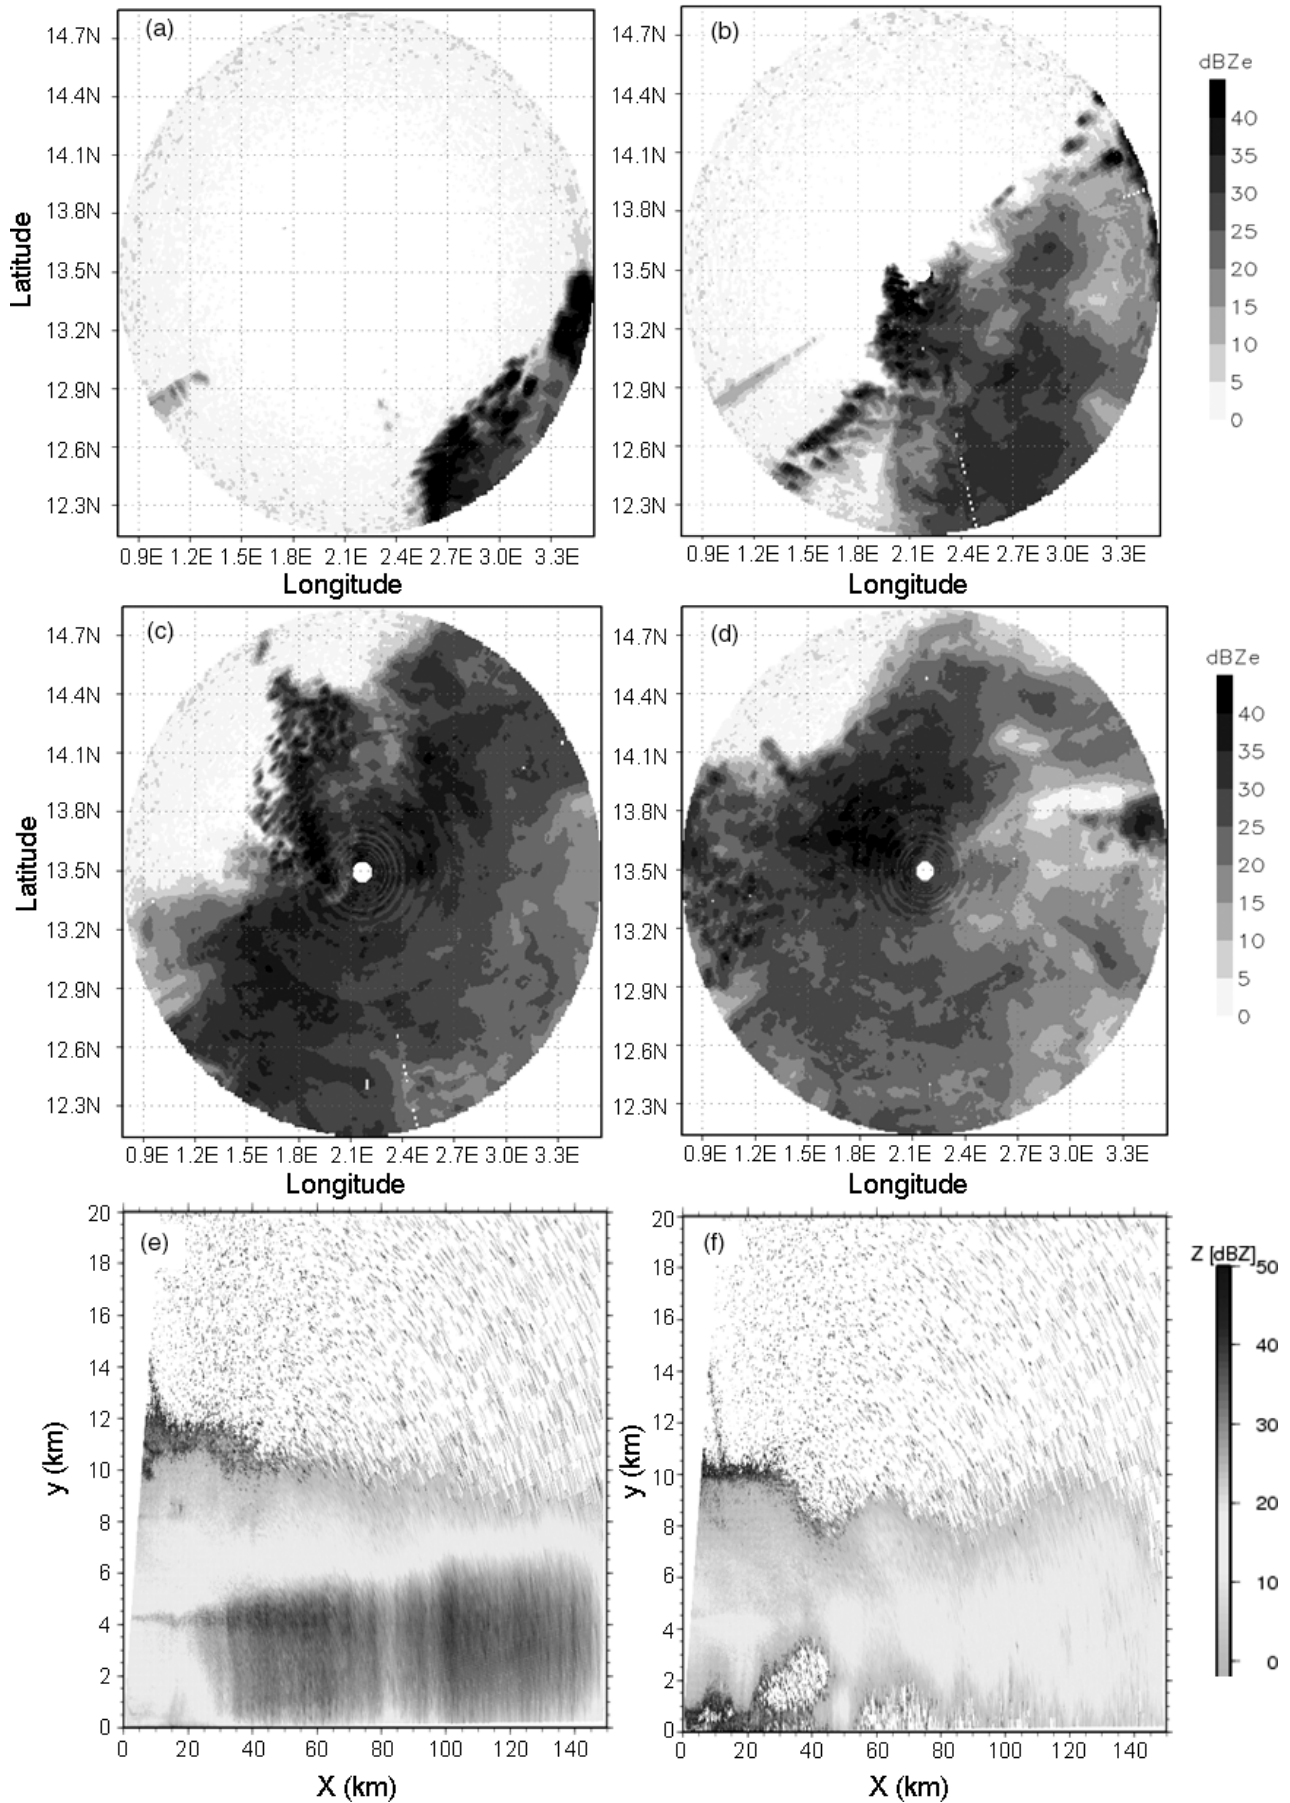 (a)
14.7N
14.4N
14.1N
13.8N
13.5N
13.2N
12.9N
12.6N
12.3N
Latitude
0.9E 1.2E 1.5E 1.8E 2.1E 2.4E 2.7E 3.0E 3.3E
Longitude
(b)
14.7N
14.4N
14.1N
13.8N
13.5N
13.2N
12.9N
12.6N
12.3N
0.9E 1.2E 1.5E 1.8E 2.1E 2.4E 2.7E 3.0E 3.3E
Longitude
dBZe
40
35
30
25
20
15
10
5
0
(c)
14.7N
14.4N
14.1N
13.8N
13.5N
13.2N
12.9N
12.6N
12.3N
Latitude
0.9E 1.2E 1.5E 1.8E 2.1E 2.4E 2.7E 3.0E 3.3E
Longitude
(d)
14.7N
14.4N
14.1N
13.8N
13.5N
13.2N
12.9N
12.6N
12.3N
0.9E 1.2E 1.5E 1.8E 2.1E 2.4E 2.7E 3.0E 3.3E
Longitude
dBZe
40
35
30
25
20
15
10
5
0
(e)
20
18
16
14
12
10
8
6
4
2
0
y (km)
0 20 40 60 80 100 120 140
X (km)
(f)
20
18
16
14
12
10
8
6
4
2
0
y (km)
0 20 40 60 80 100 120 140
X (km)
Z [dBZ]
50
40
30
20
10
0